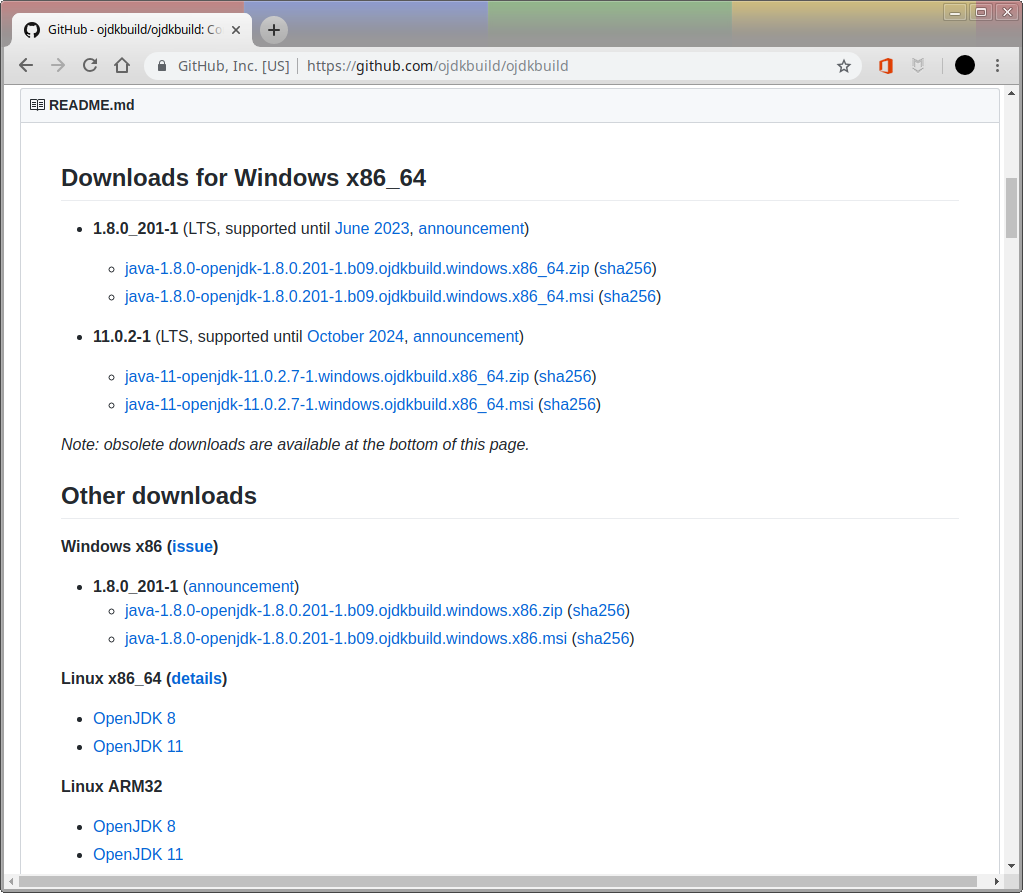 GitHub - ojdkbuild/ojdkbuild: Co
GitHub, Inc. [US] | https://github.com/ojdkbuild/ojdkbuild
README.md
Downloads for Windows x86_64
1.8.0_201-1 (LTS, supported until June 2023, announcement)
java-1.8.0-openjdk-1.8.0.201-1.b09.ojdkbuild.windows.x86_64.zip (sha256)
java-1.8.0-openjdk-1.8.0.201-1.b09.ojdkbuild.windows.x86_64.msi (sha256)
11.0.2-1 (LTS, supported until October 2024, announcement)
java-11-openjdk-11.0.2.7-1.windows.ojdkbuild.x86_64.zip (sha256)
java-11-openjdk-11.0.2.7-1.windows.ojdkbuild.x86_64.msi (sha256)
Note: obsolete downloads are available at the bottom of this page.
Other downloads
Windows x86 (issue)
1.8.0_201-1 (announcement)
java-1.8.0-openjdk-1.8.0.201-1.b09.ojdkbuild.windows.x86.zip (sha256)
java-1.8.0-openjdk-1.8.0.201-1.b09.ojdkbuild.windows.x86.msi (sha256)
Linux x86_64 (details)
OpenJDK 8
OpenJDK 11
Linux ARM32
OpenJDK 8
OpenJDK 11